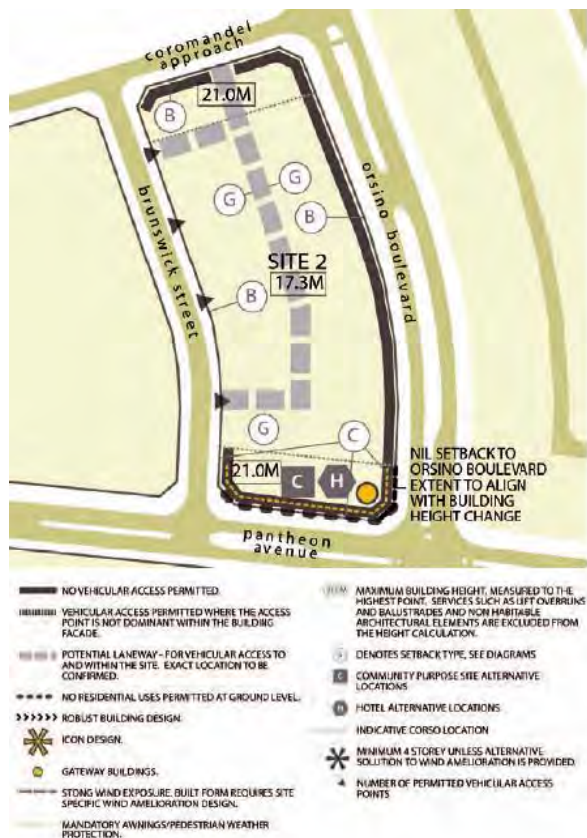 coromandel
approach
21.0M
B
G
G
B
orsino boulevard
SITE 2
17.3M
brunswick street
B
G
C
21.0M
C
H
NIL SETBACK TO
ORSINO BOULEVARD
EXTENT TO ALIGN
WITH BUILDING
HEIGHT CHANGE
pantheon
avenue
NO VEHICULAR ACCESS PERMITTED.
VEHICULAR ACCESS PERMITTED WHERE THE ACCESS
POINT IS NOT DOMINANT WITHIN THE BUILDING
FACADE.
POTENTIAL LANEWAY - FOR VEHICULAR ACCESS TO
AND WITHIN THE SITE. EXACT LOCATION TO BE
CONFIRMED.
NO RESIDENTIAL USES PERMITTED AT GROUND LEVEL.
ROBUST BUILDING DESIGN.
ICON DESIGN.
GATEWAY BUILDINGS.
STONG WIND EXPOSURE. BUILT FORM REQUIRES SITE
SPECIFIC WIND AMELIORATION DESIGN.
MANDATORY AWNINGS/PEDESTRIAN WEATHER
PROTECTION.
MAXIMUM BUILDING HEIGHT, MEASURED TO THE
HIGHEST POINT. SERVICES SUCH AS LIFT OVERRUNS
AND BALUSTRADES AND NON HABITABLE
ARCHITECTURAL ELEMENTS ARE EXCLUDED FROM
THE HEIGHT CALCULATION.
DENOTES SETBACK TYPE, SEE DIAGRAMS
C
COMMUNITY PURPOSE SITE ALTERNATIVE
LOCATIONS
H
HOTEL ALTERNATIVE LOCATIONS
INDICATIVE CORSO LOCATION
MINIMUM 4 STOREY UNLESS ALTERNATIVE
SOLUTION TO WIND AMELIORATION IS PROVIDED.
NUMBER OF PERMITTED VEHICULAR ACCESS
POINTS